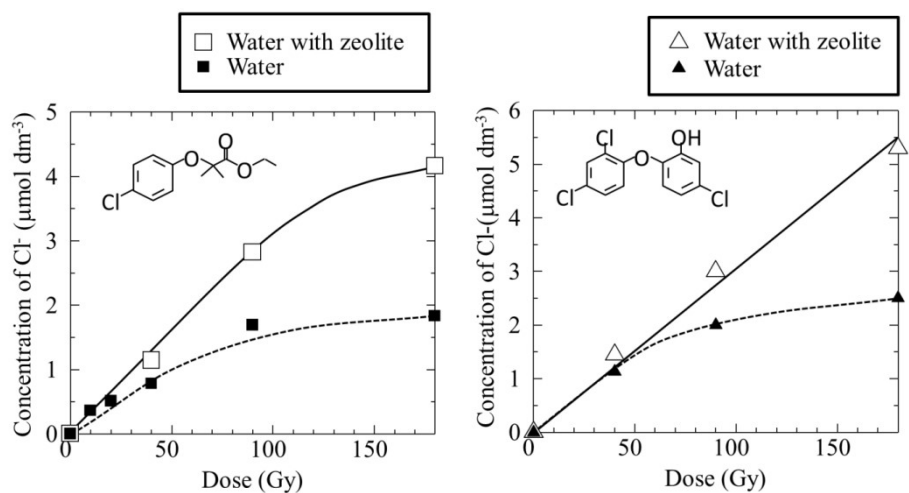 Water with zeolite
Water
Concentration of Cl⁻ (μmol dm⁻³)
5
4
3
2
1
0
0
50
100
150
Dose (Gy)
Cl
O
O
O
Water with zeolite
Water
Concentration of Cl-(μmol dm⁻³)
6
5
4
3
2
1
0
0
50
100
150
Dose (Gy)
Cl
OH
O
Cl
Cl